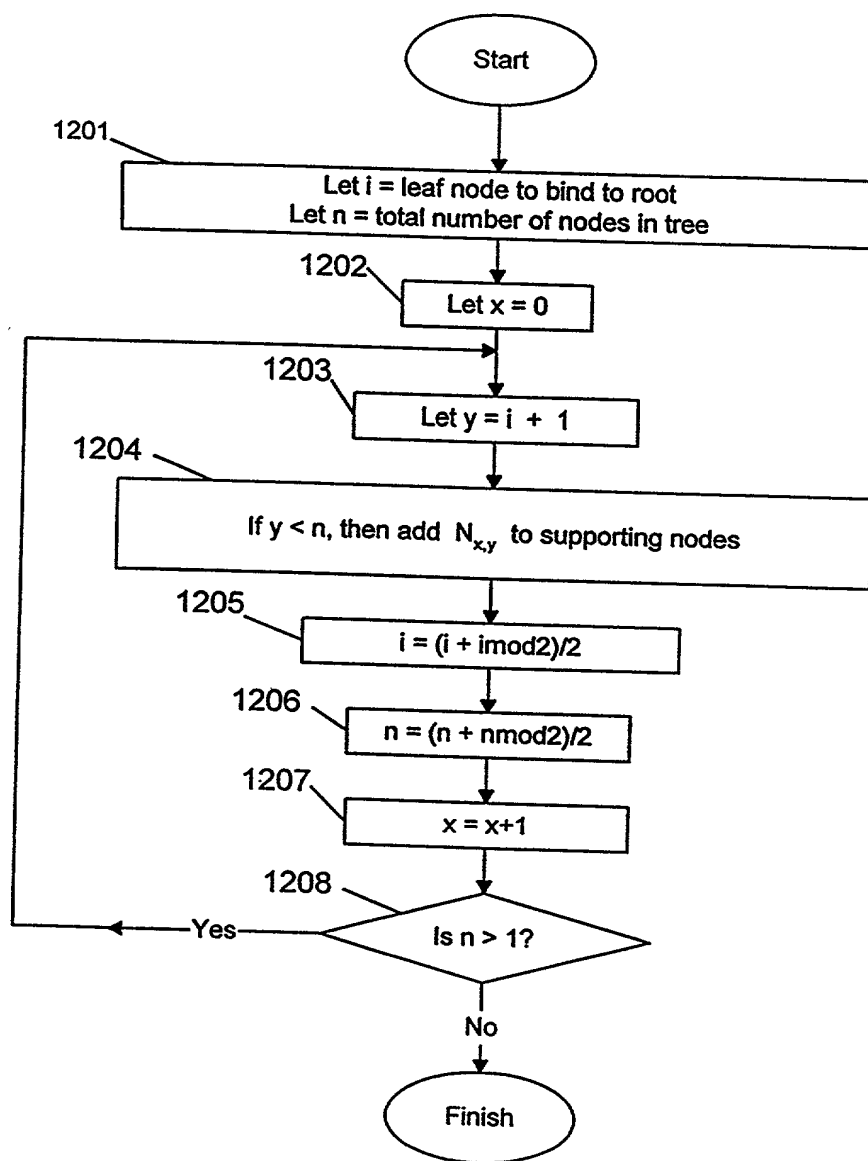 Start
1201
Let i = leaf node to bind to root
Let n = total number of nodes in tree
1202
Let x = 0
1203
Let y = i + 1
1204
If y < n, then add N_{x,y} to supporting nodes
1205
i = (i + imod2)/2
1206
n = (n + nmod2)/2
1207
x = x+1
1208
Is n > 1?
Yes
No
Finish